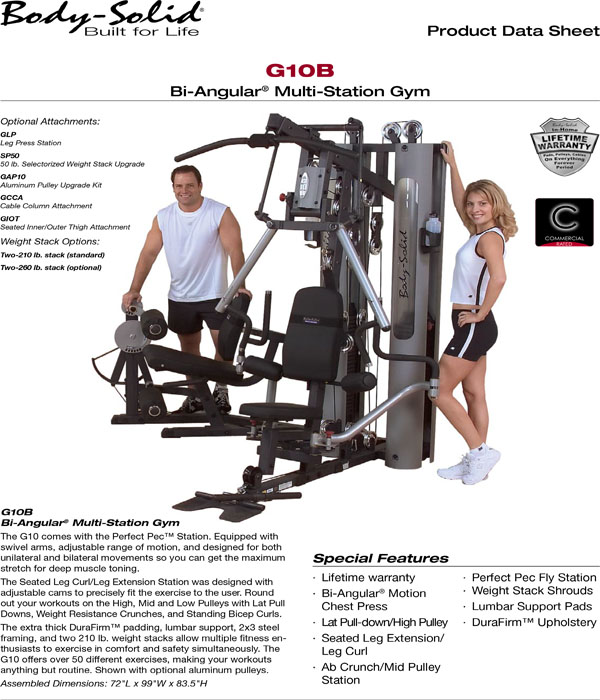 Body-Solid®
Built for Life
Product Data Sheet
G10B
Bi-Angular® Multi-Station Gym
Optional Attachments:
GLP
Leg Press Station
SP50
50 lb. Selectorized Weight Stack Upgrade
GAP10
Aluminum Pulley Upgrade Kit
GCCA
Cable Column Attachment
GIOT
Seated Inner/Outer Thigh Attachment
Weight Stack Options:
Two-210 lb. stack (standard)
Two-260 lb. stack (optional)
Body-Solid
In-Home
LIFETIME
WARRANTY
Pads, Pulleys, Cables
On Everything
Forever
Period
C
COMMERCIAL
RATED
Body-Solid
G10B
Bi-Angular® Multi-Station Gym
The G10 comes with the Perfect Pec™ Station. Equipped with
swivel arms, adjustable range of motion, and designed for both
unilateral and bilateral movements so you can get the maximum
stretch for deep muscle toning.
The Seated Leg Curl/Leg Extension Station was designed with
adjustable cams to precisely fit the exercise to the user. Round
out your workouts on the High, Mid and Low Pulleys with Lat Pull
Downs, Weight Resistance Crunches, and Standing Bicep Curls.
The extra thick DuraFirm™ padding, lumbar support, 2x3 steel
framing, and two 210 lb. weight stacks allow multiple fitness en-
thusiasts to exercise in comfort and safety simultaneously. The
G10 offers over 50 different exercises, making your workouts
anything but routine. Shown with optional aluminum pulleys.
Assembled Dimensions: 72"L x 99"W x 83.5"H
Special Features
· Lifetime warranty
· Bi-Angular® Motion
Chest Press
· Lat Pull-down/High Pulley
· Seated Leg Extension/
Leg Curl
· Ab Crunch/Mid Pulley
Station
· Perfect Pec Fly Station
· Weight Stack Shrouds
· Lumbar Support Pads
· DuraFirm™ Upholstery